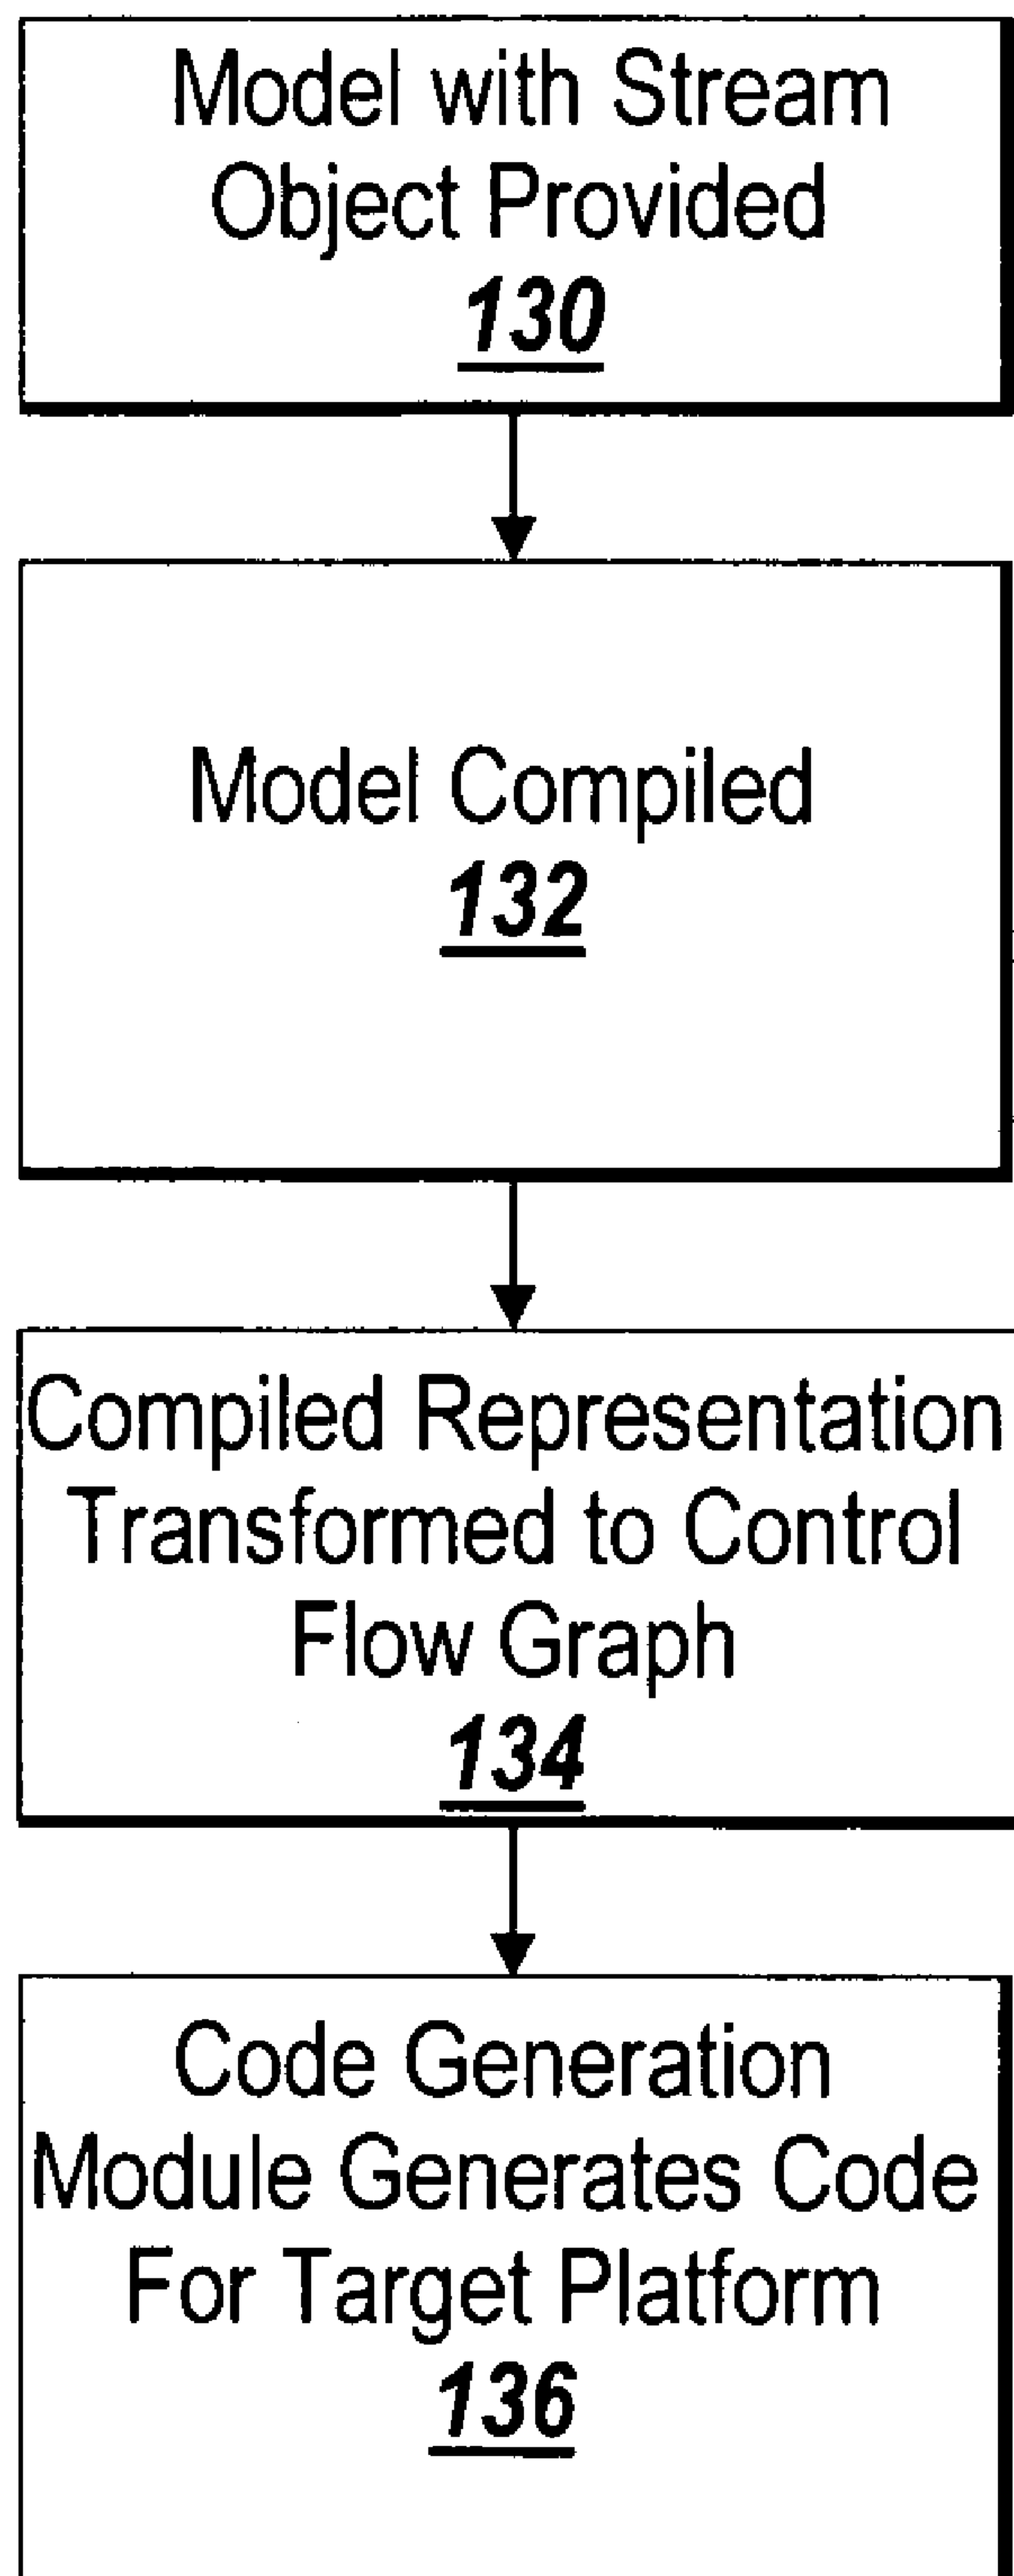 Model with Stream
Object Provided
130
Model Compiled
132
Compiled Representation
Transformed to Control
Flow Graph
134
Code Generation
Module Generates Code
For Target Platform
136